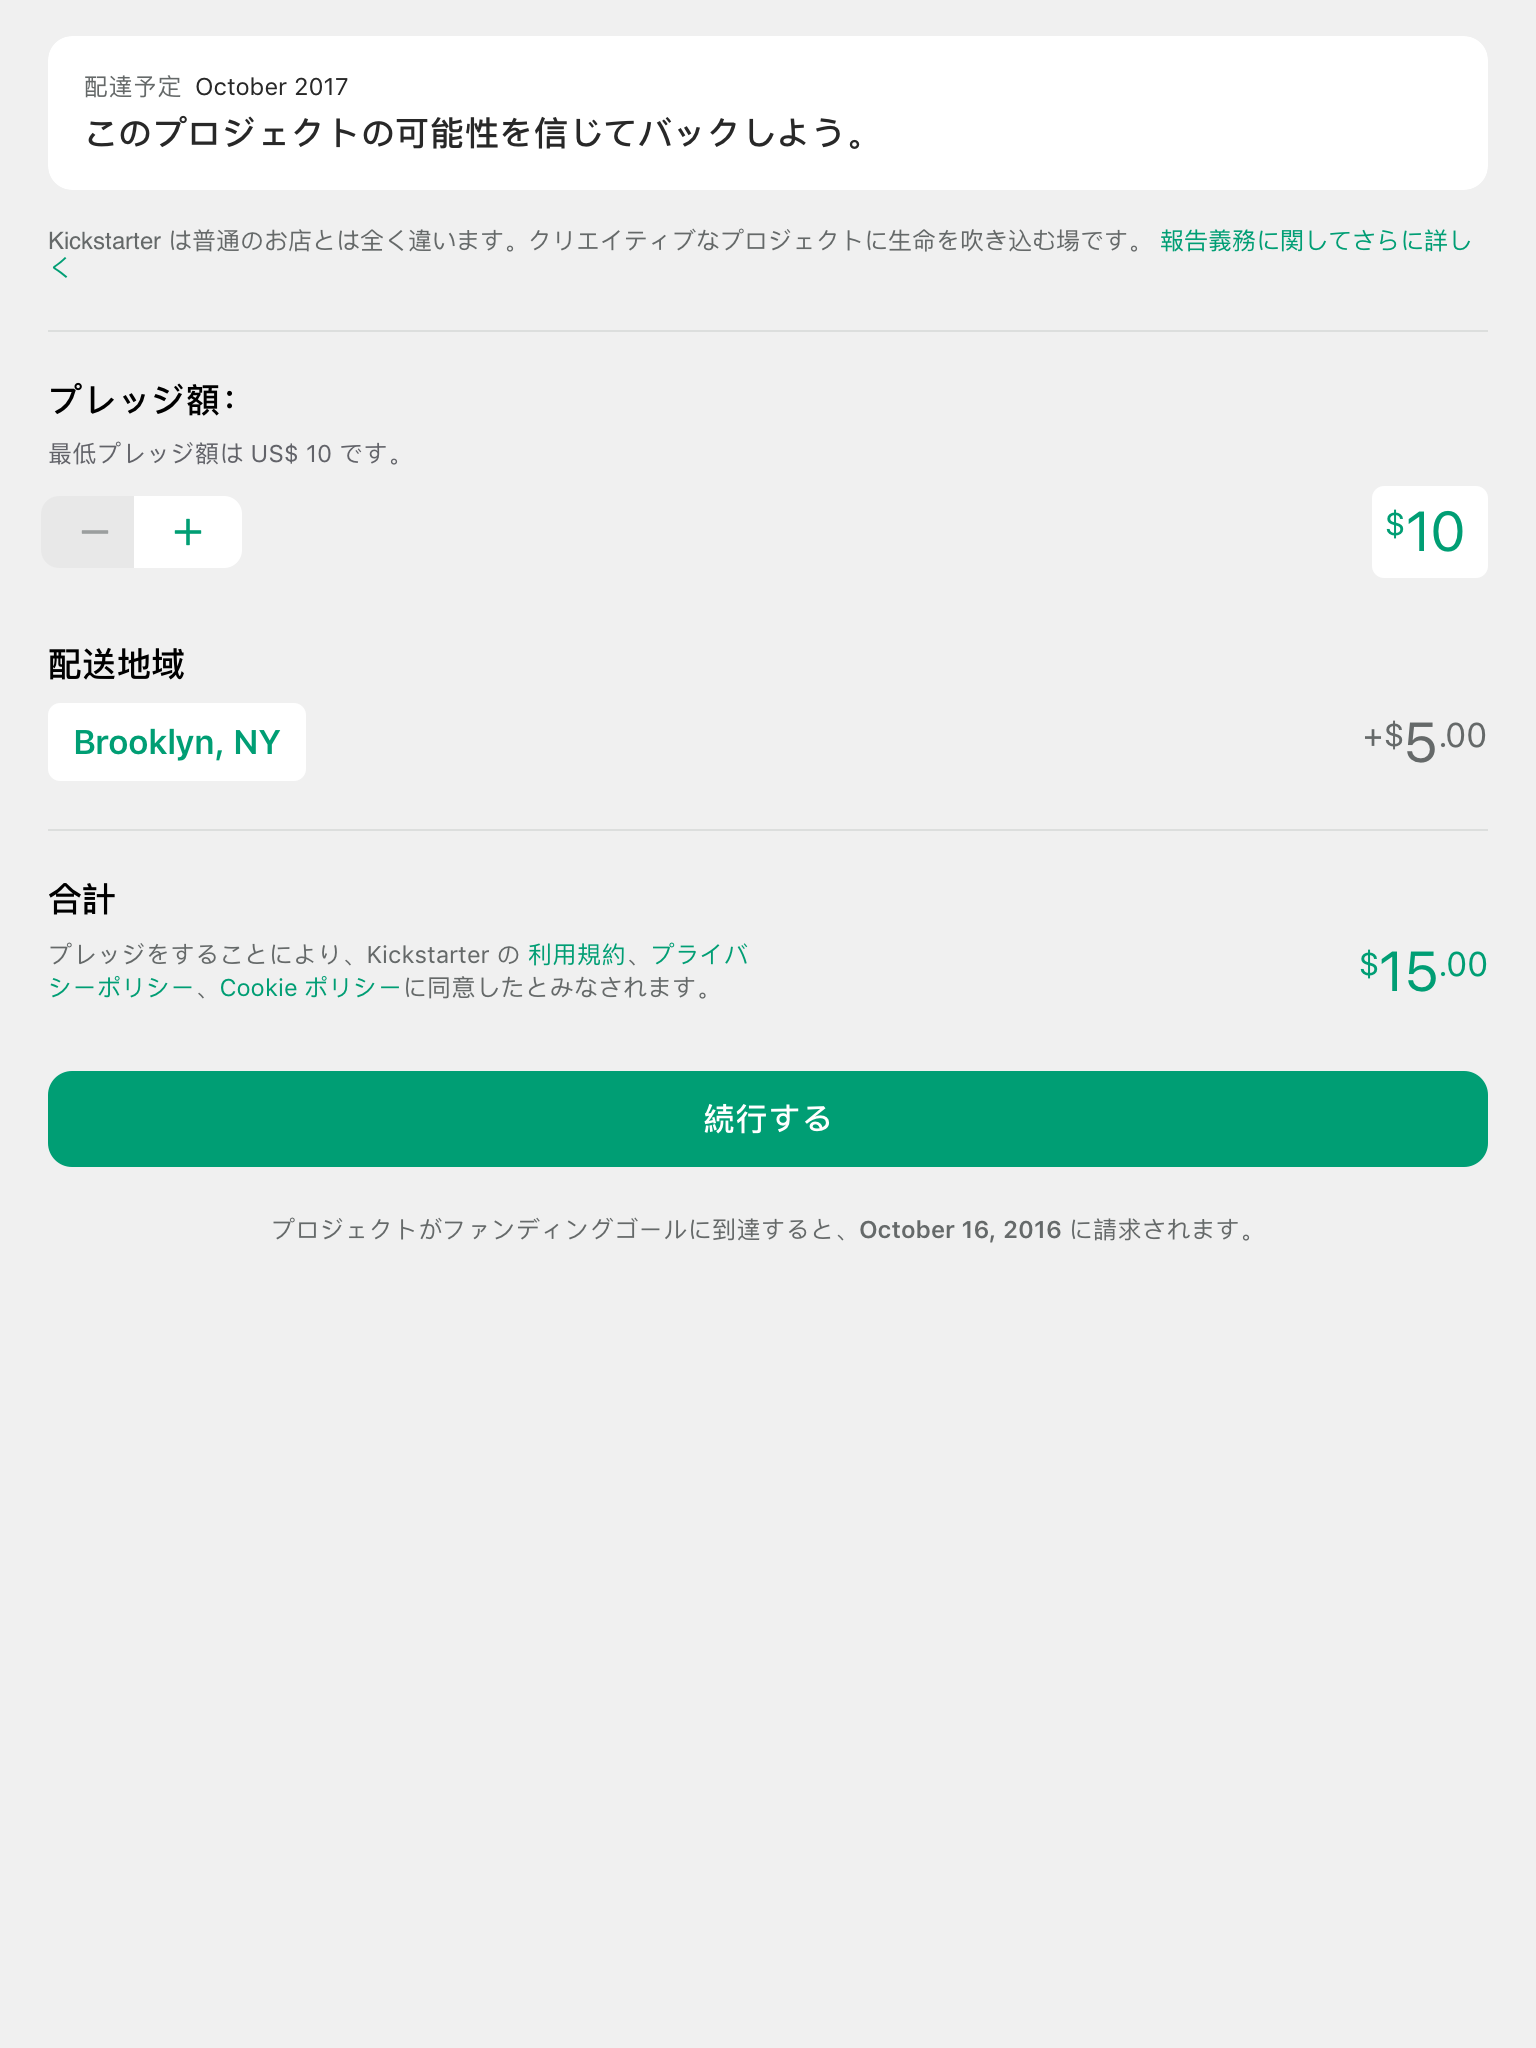 配達予定 October 2017
このプロジェクトの可能性を信じてバックしよう。
Kickstarter は普通のお店とは全く違います。クリエイティブなプロジェクトに生命を吹き込む場です。 報告義務に関してさらに詳し
く
プレッジ額：
最低プレッジ額は US$ 10 です。
− +
$10
配送地域
Brooklyn, NY
+$5.00
合計
プレッジをすることにより、Kickstarter の 利用規約、プライバ
シーポリシー、Cookie ポリシーに同意したとみなされます。
$15.00
続行する
プロジェクトがファンディングゴールに到達すると、October 16, 2016 に請求されます。